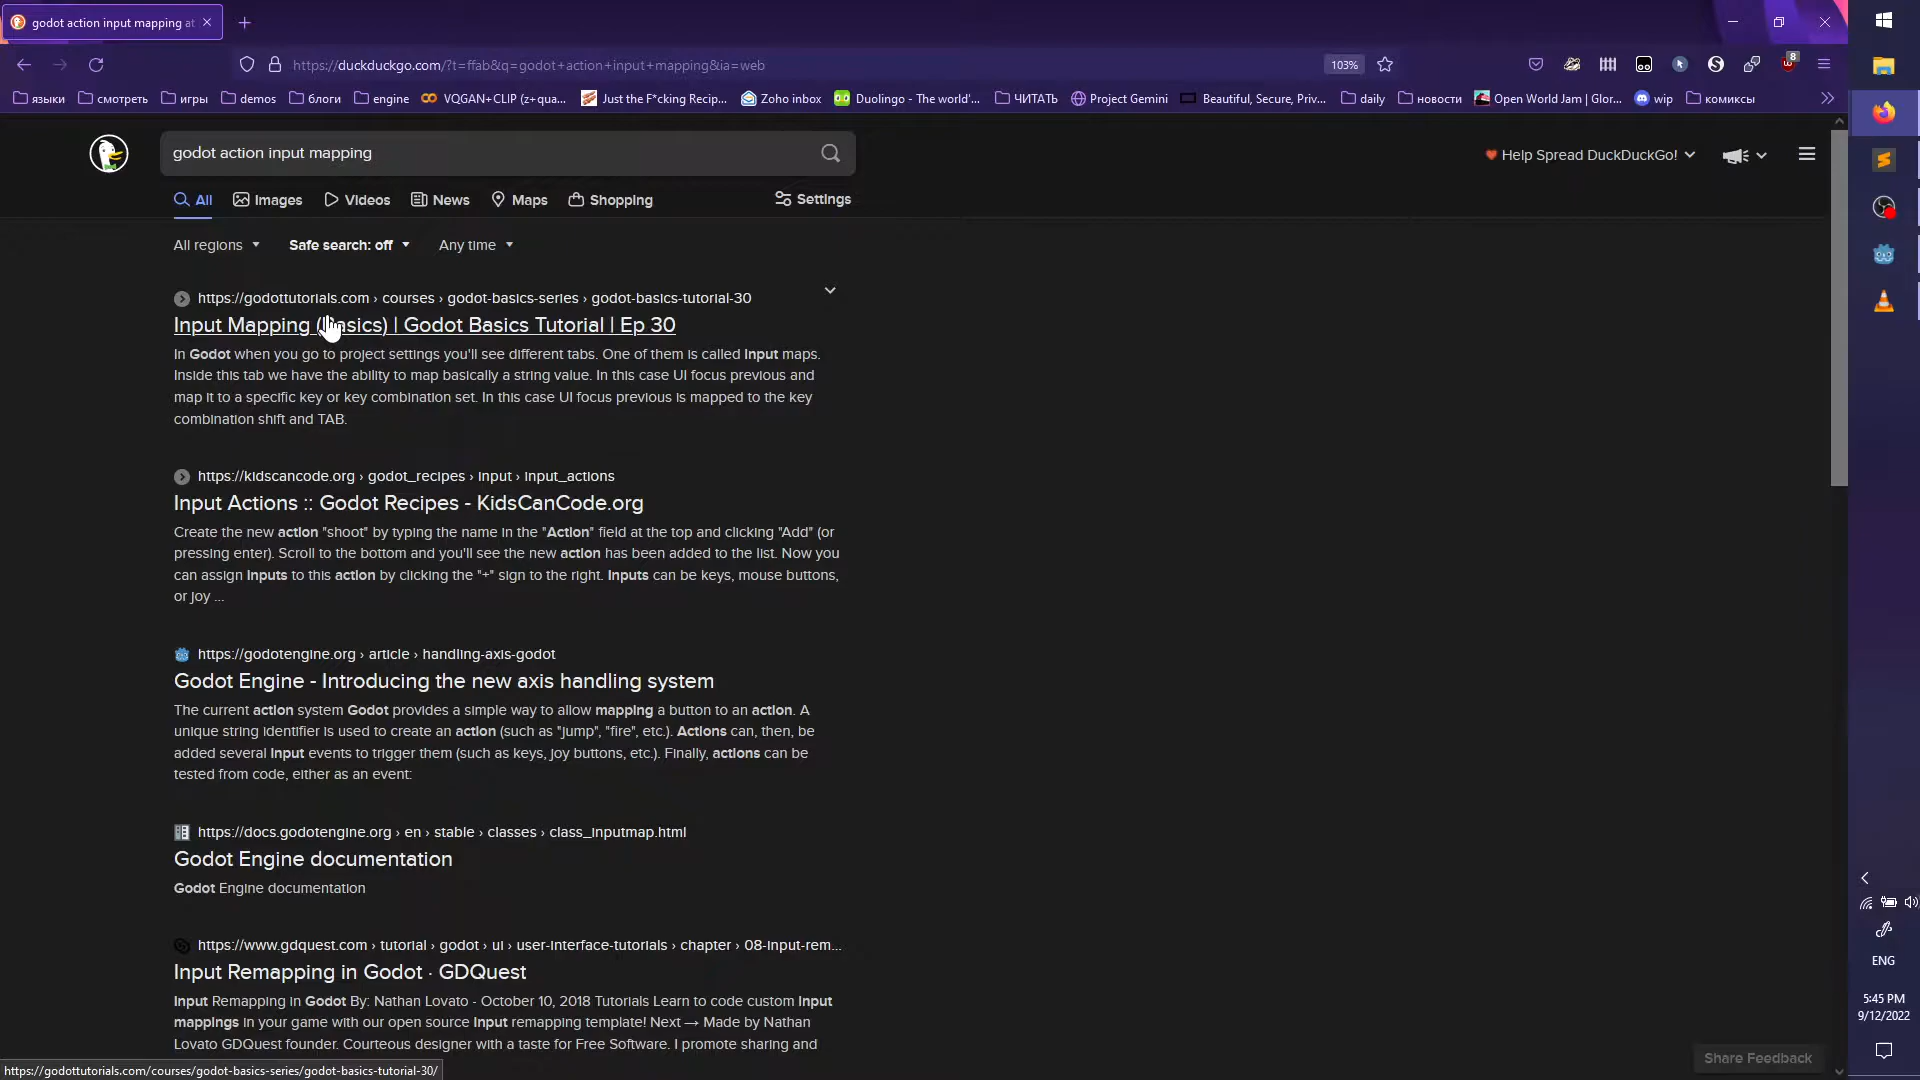 godot action input mapping at
https://duckduckgo.com/?t=ffab&q=godot+action+input+mapping&ia=web
103%
8
языки
смотреть
игры
demos
блоги
engine
VQGAN+CLIP (z+qua...
Just the F*cking Recip...
Zoho inbox
Duolingo - The world'...
ЧИТАТЬ
Project Gemini
Beautiful, Secure, Priv...
daily
новости
Open World Jam | Glor...
wip
комиксы
godot action input mapping
Help Spread DuckDuckGo!
All
Images
Videos
News
Maps
Shopping
Settings
All regions
Safe search: off
Any time
https://godottutorials.com › courses › godot-basics-series › godot-basics-tutorial-30
Input Mapping (Basics) | Godot Basics Tutorial | Ep 30
In Godot when you go to project settings you'll see different tabs. One of them is called Input maps.
Inside this tab we have the ability to map basically a string value. In this case UI focus previous and
map it to a specific key or key combination set. In this case UI focus previous is mapped to the key
combination shift and TAB.
https://kidscancode.org › godot_recipes › input › input_actions
Input Actions :: Godot Recipes - KidsCanCode.org
Create the new action "shoot" by typing the name in the "Action" field at the top and clicking "Add" (or
pressing enter). Scroll to the bottom and you'll see the new action has been added to the list. Now you
can assign Inputs to this action by clicking the "+" sign to the right. Inputs can be keys, mouse buttons,
or joy ...
https://godotengine.org › article › handling-axis-godot
Godot Engine - Introducing the new axis handling system
The current action system Godot provides a simple way to allow mapping a button to an action. A
unique string identifier is used to create an action (such as "jump", "fire", etc.). Actions can, then, be
added several input events to trigger them (such as keys, joy buttons, etc.). Finally, actions can be
tested from code, either as an event:
https://docs.godotengine.org › en › stable › classes › class_inputmap.html
Godot Engine documentation
Godot Engine documentation
https://www.gdquest.com › tutorial › godot › ui › user-interface-tutorials › chapter › 08-input-rem...
Input Remapping in Godot · GDQuest
Input Remapping in Godot By: Nathan Lovato - October 10, 2018 Tutorials Learn to code custom Input
mappings in your game with our open source Input remapping template! Next → Made by Nathan
Lovato GDQuest founder. Courteous designer with a taste for Free Software. I promote sharing and
Share Feedback
https://godottutorials.com/courses/godot-basics-series/godot-basics-tutorial-30/
ENG
5:45 PM
9/12/2022